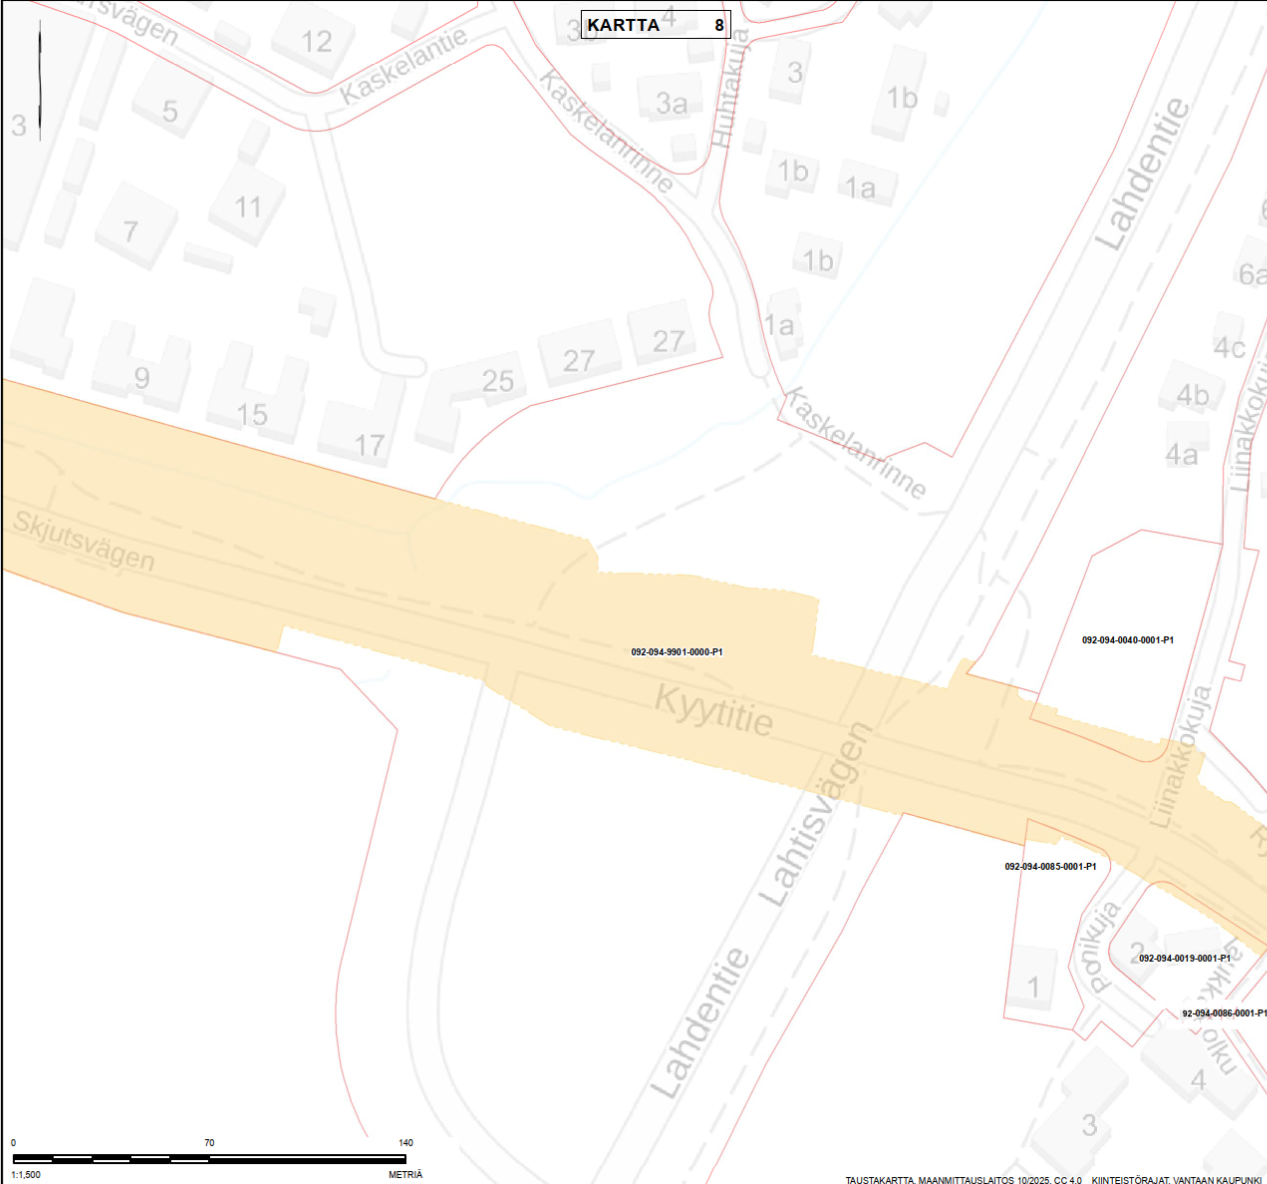 KARTTA 8
12
Kaskelantie
5
3
4
3a
Huhtakuja
3
1b
Kaskelanrinne
Lahdentie
1b
1a
11
7
1b
6a
1a
27
27
4c
25
9
4b
15
17
4a
Liinakkokuja
Kaskelanrinne
Skjutsvägen
092-094-9901-0000-P1
092-094-0040-0001-P1
Kyytitie
Liinakkokuja
Lahtisvägen
092-094-0085-0001-P1
Ponikuja
2
092-094-0019-0001-P1
1
92-094-0086-0001-P1
Lahdentie
4
3
0 70 140
1:1,500 METRIÄ
TAUSTAKARTTA, MAANMITTAUSLAITOS 10/2025, CC 4.0 KIINTEISTÖRAJAT, VANTAAN KAUPUNKI